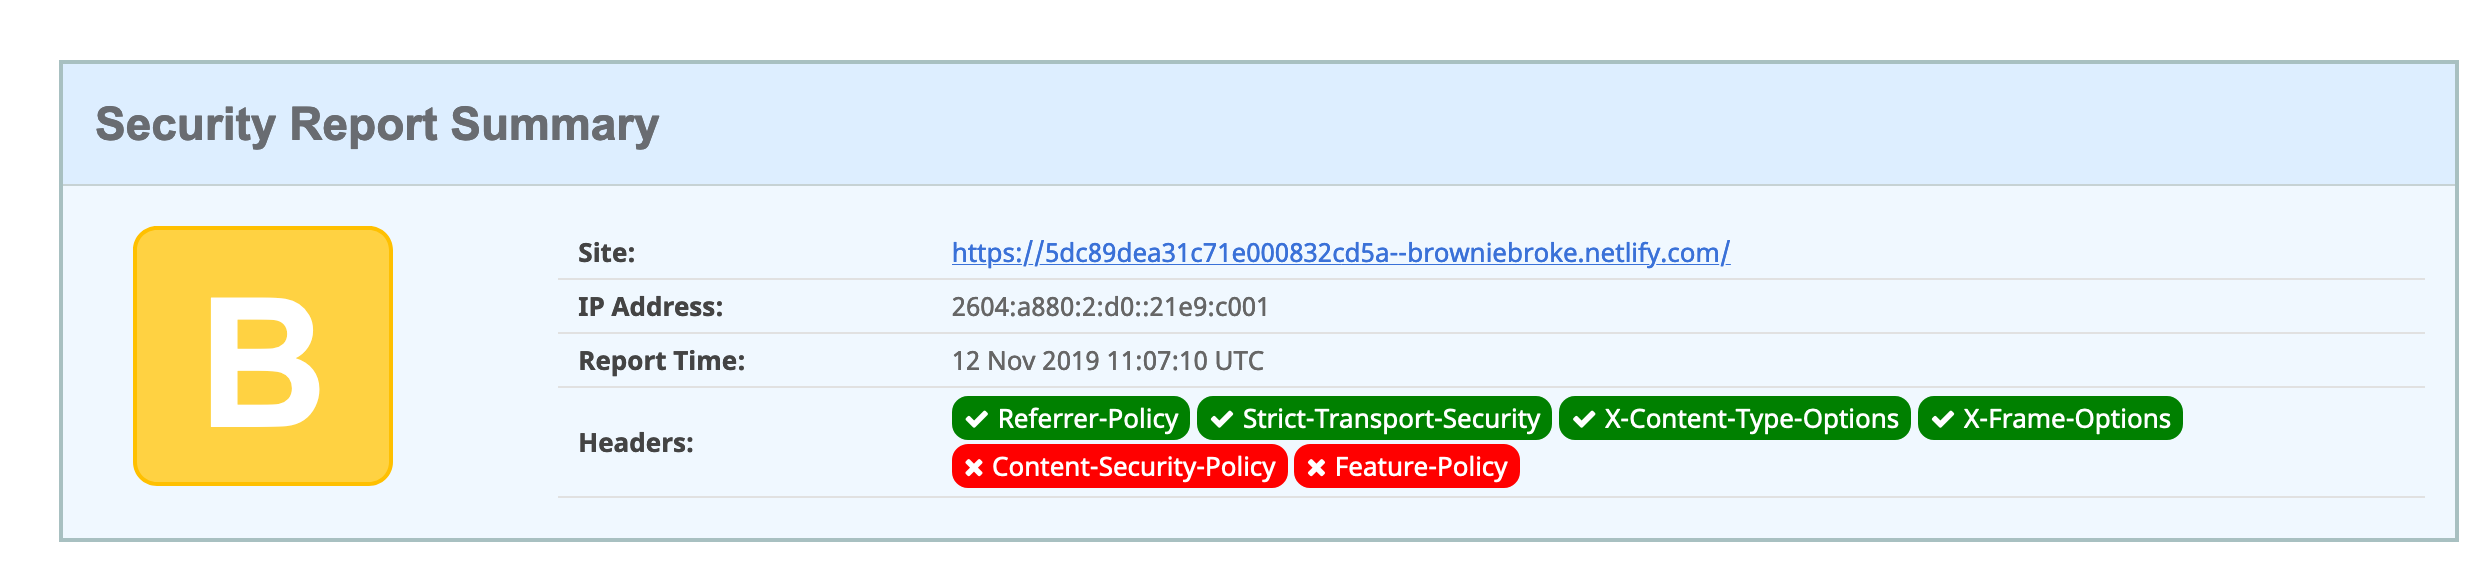 Security Report Summary
B
Site: https://5dc89dea31c71e000832cd5a--browniebroke.netlify.com/
IP Address: 2604:a880:2:d0::21e9:c001
Report Time: 12 Nov 2019 11:07:10 UTC
Headers: Referrer-Policy Strict-Transport-Security X-Content-Type-Options X-Frame-Options
Content-Security-Policy Feature-Policy